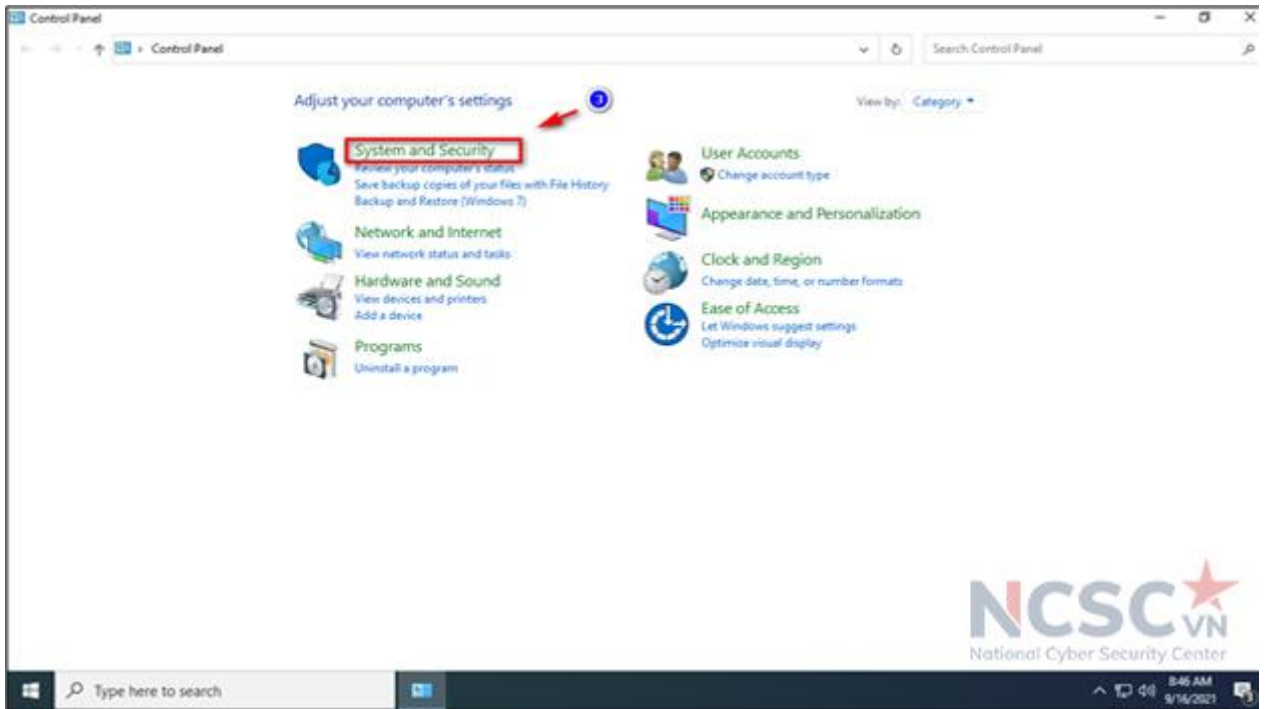 Control Panel
Control Panel
Search Control Panel
Adjust your computer's settings
3
View by: Category
System and Security
Review your computer's status
Save backup copies of your files with File History
Backup and Restore (Windows 7)
Network and Internet
View network status and tasks
Hardware and Sound
View devices and printers
Add a device
Programs
Uninstall a program
User Accounts
Change account type
Appearance and Personalization
Clock and Region
Change date, time, or number formats
Ease of Access
Let Windows suggest settings
Optimize visual display
NCSC VN
National Cyber Security Center
Type here to search
8:46 AM
9/16/2021
3